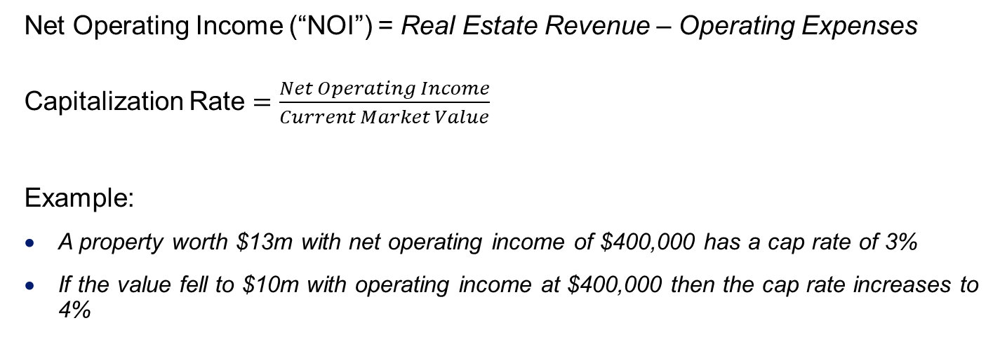 Net Operating Income (“NOI”) = Real Estate Revenue – Operating Expenses
Capitalization Rate = Net Operating Income
Current Market Value
Example:
• A property worth $13m with net operating income of $400,000 has a cap rate of 3%
• If the value fell to $10m with operating income at $400,000 then the cap rate increases to
4%